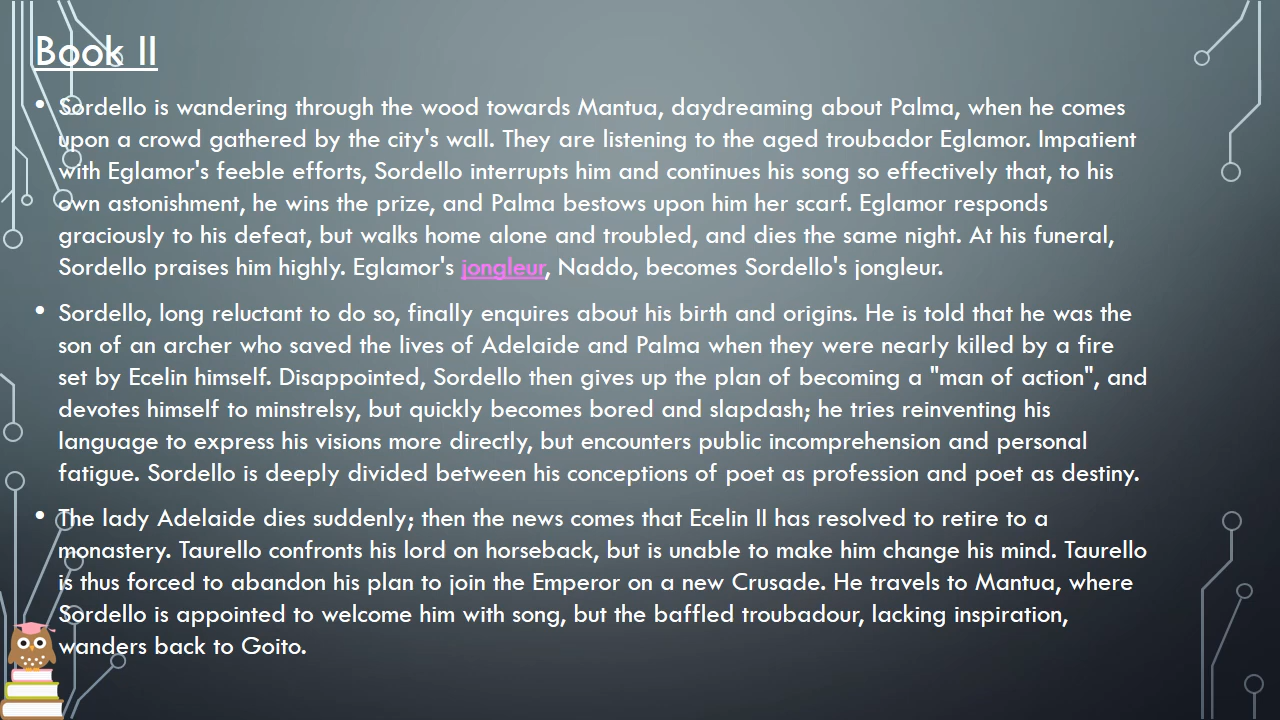 Book II
• Sordello is wandering through the wood towards Mantua, daydreaming about Palma, when he comes
upon a crowd gathered by the city's wall. They are listening to the aged troubador Eglamor. Impatient
with Eglamor's feeble efforts, Sordello interrupts him and continues his song so effectively that, to his
own astonishment, he wins the prize, and Palma bestows upon him her scarf. Eglamor responds
graciously to his defeat, but walks home alone and troubled, and dies the same night. At his funeral,
Sordello praises him highly. Eglamor's jongleur, Naddo, becomes Sordello's jongleur.
• Sordello, long reluctant to do so, finally enquires about his birth and origins. He is told that he was the
son of an archer who saved the lives of Adelaide and Palma when they were nearly killed by a fire
set by Ecelin himself. Disappointed, Sordello then gives up the plan of becoming a "man of action", and
devotes himself to minstrelsy, but quickly becomes bored and slapdash; he tries reinventing his
language to express his visions more directly, but encounters public incomprehension and personal
fatigue. Sordello is deeply divided between his conceptions of poet as profession and poet as destiny.
• The lady Adelaide dies suddenly; then the news comes that Ecelin II has resolved to retire to a
monastery. Taurello confronts his lord on horseback, but is unable to make him change his mind. Taurello
is thus forced to abandon his plan to join the Emperor on a new Crusade. He travels to Mantua, where
Sordello is appointed to welcome him with song, but the baffled troubadour, lacking inspiration,
wanders back to Goito.